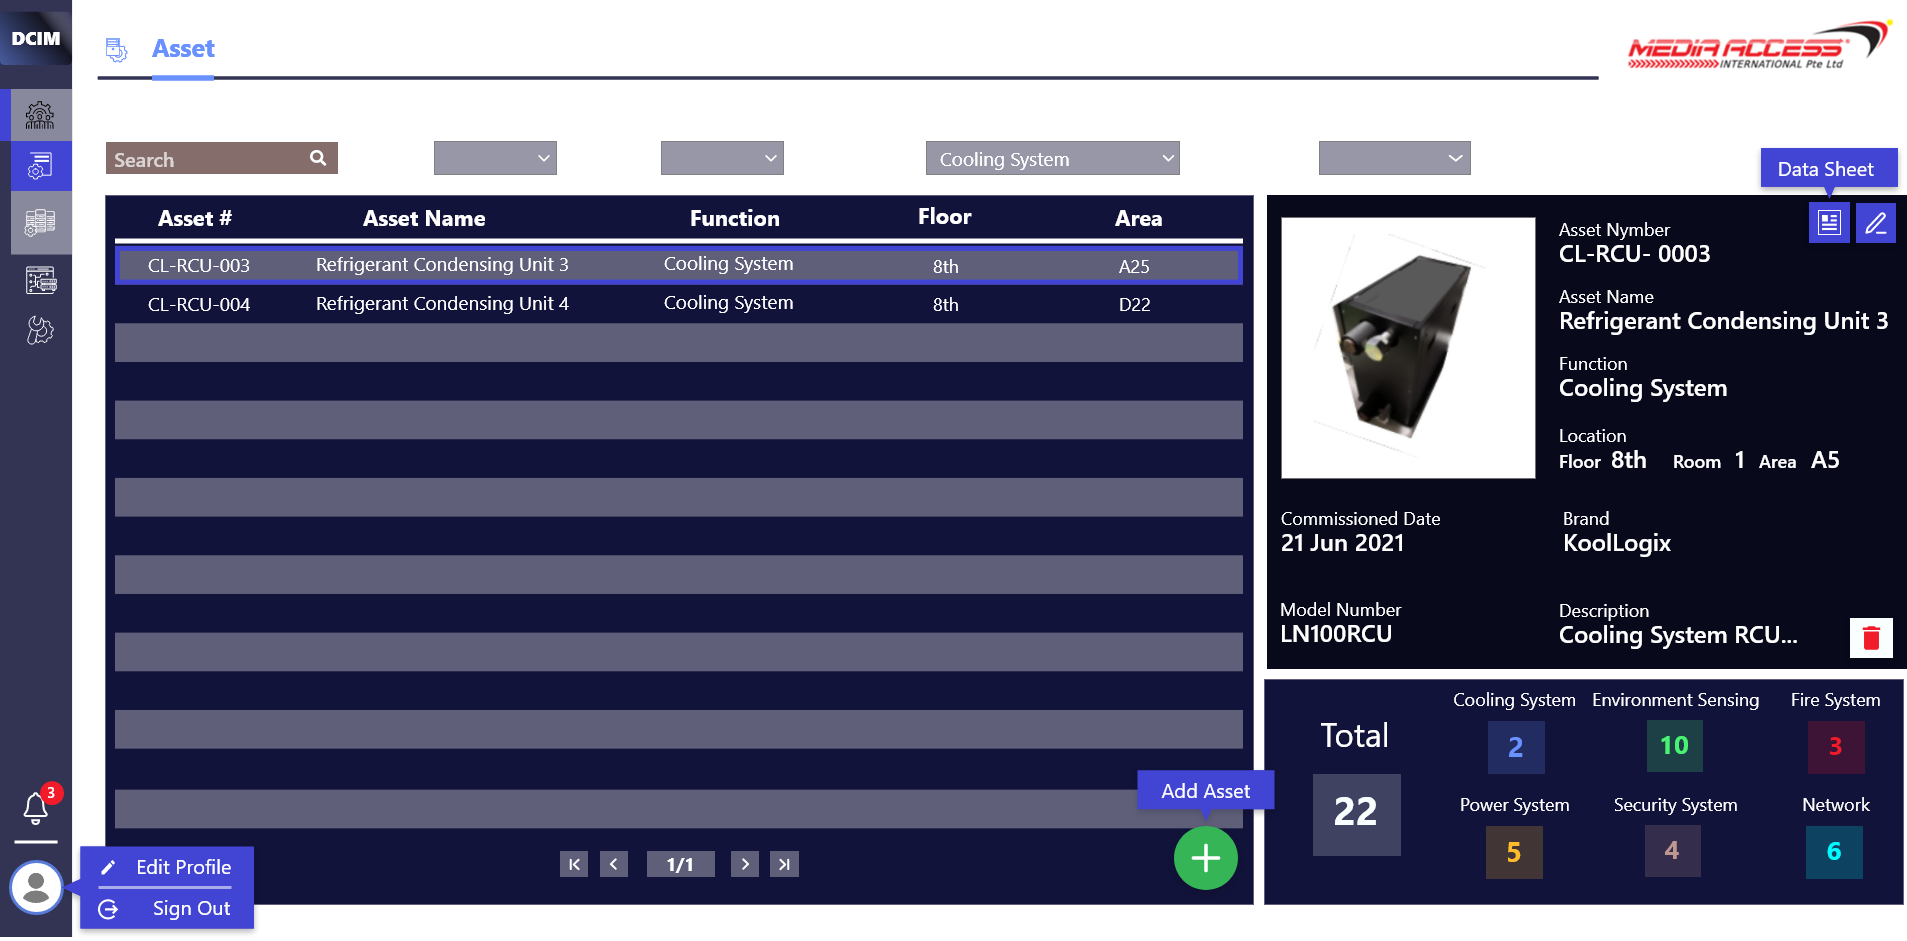 DCIM
Asset
MEDIA ACCESS
INTERNATIONAL Pte Ltd
Search
Cooling System
Data Sheet
Asset # Asset Name Function Floor Area
CL-RCU-003 Refrigerant Condensing Unit 3 Cooling System 8th A25
CL-RCU-004 Refrigerant Condensing Unit 4 Cooling System 8th D22
Asset Nymber
CL-RCU- 0003
Asset Name
Refrigerant Condensing Unit 3
Function
Cooling System
Location
Floor 8th Room 1 Area A5
Commissioned Date
21 Jun 2021
Brand
KoolLogix
Model Number
LN100RCU
Description
Cooling System RCU...
Total
22
Cooling System Environment Sensing Fire System
2 10 3
Power System Security System Network
5 4 6
Add Asset
1/1
3
Edit Profile
Sign Out